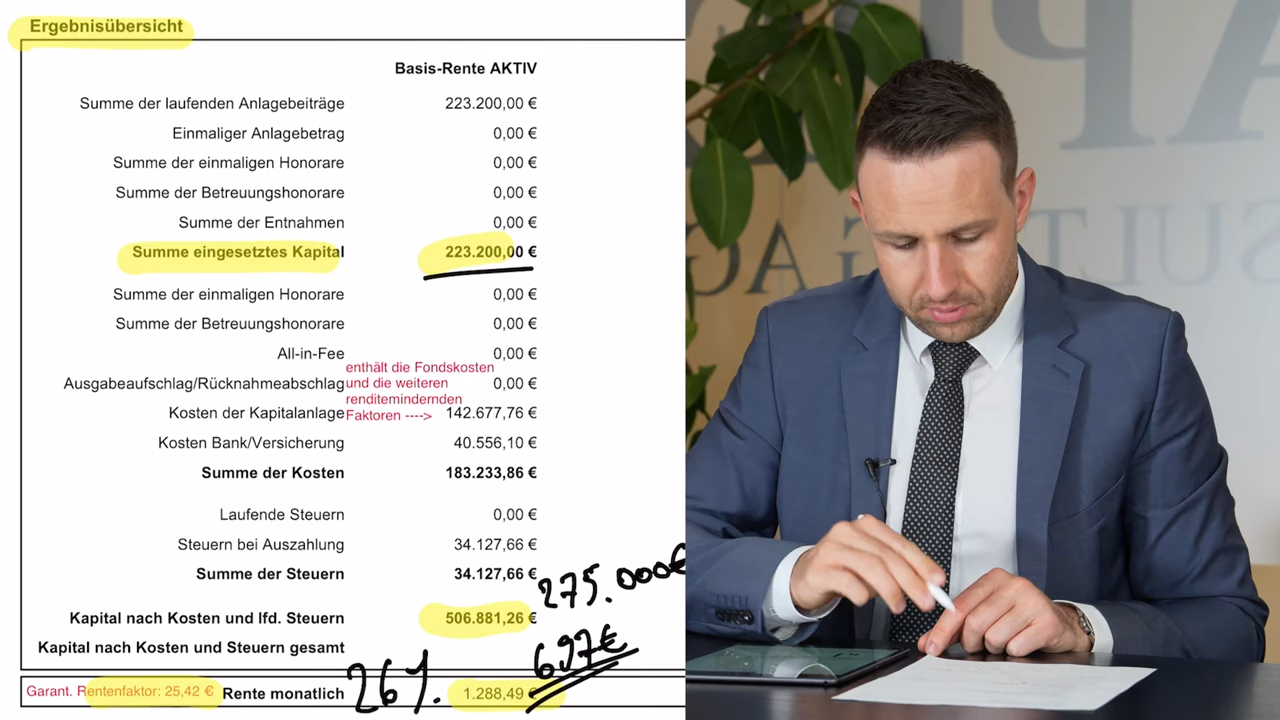 Ergebnisübersicht
Basis-Rente AKTIV
Summe der laufenden Anlagebeiträge 223.200,00 €
Einmaliger Anlagebetrag 0,00 €
Summe der einmaligen Honorare 0,00 €
Summe der Betreuungshonorare 0,00 €
Summe der Entnahmen 0,00 €
Summe eingesetztes Kapital 223.200,00 €
Summe der einmaligen Honorare 0,00 €
Summe der Betreuungshonorare 0,00 €
All-in-Fee 0,00 €
enthält die Fondskosten
und die weiteren
renditemindernden
Faktoren ---->
Ausgabeaufschlag/Rücknahmeabschlag 0,00 €
Kosten der Kapitalanlage 142.677,76 €
Kosten Bank/Versicherung 40.556,10 €
Summe der Kosten 183.233,86 €
Laufende Steuern 0,00 €
Steuern bei Auszahlung 34.127,66 €
Summe der Steuern 34.127,66 €
275.000€
Kapital nach Kosten und lfd. Steuern 506.881,26 €
697€
Kapital nach Kosten und Steuern gesamt
26%.
Garant. Rentenfaktor: 25,42 € Rente monatlich 1.288,49 €